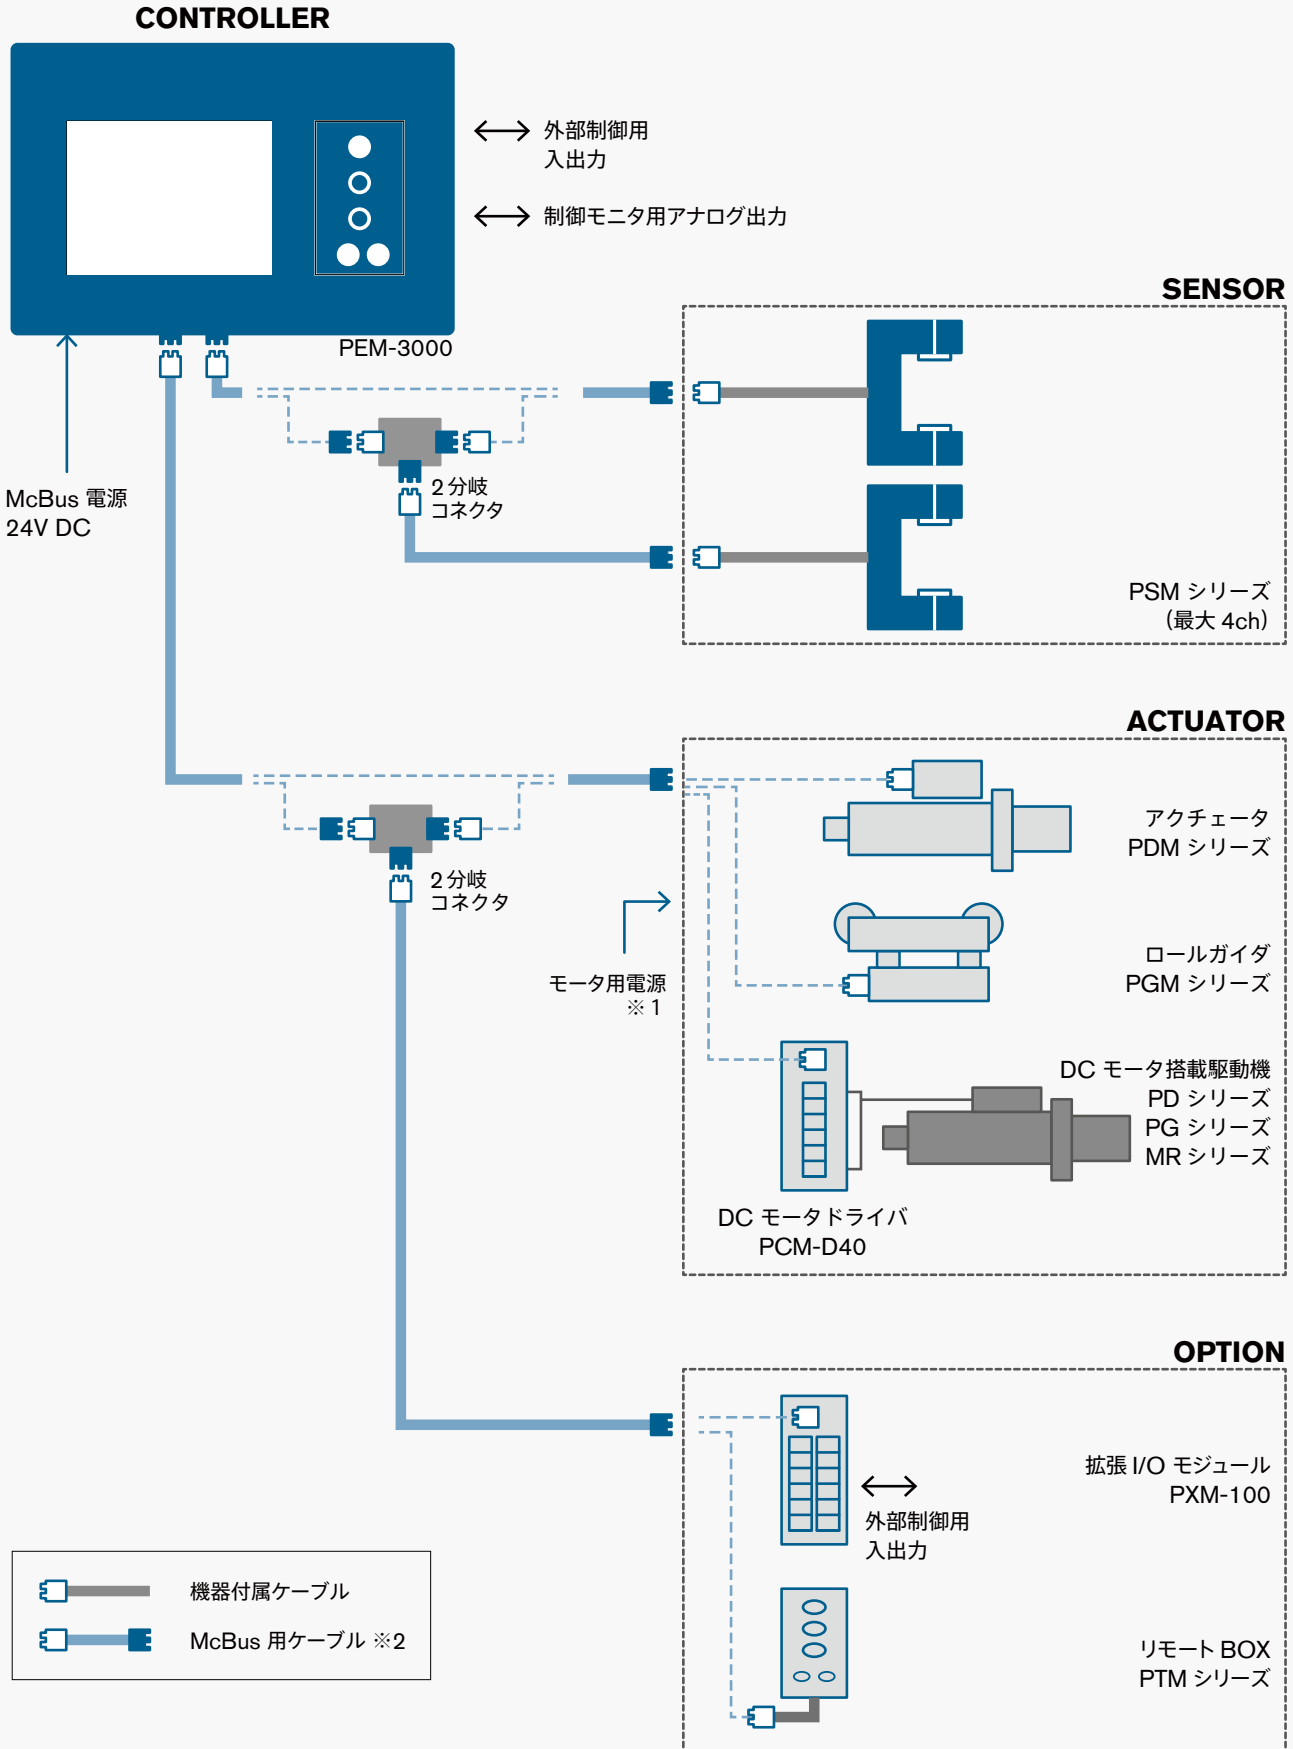 CONTROLLER
外部制御用
入出力
制御モニタ用アナログ出力
PEM-3000
McBus 電源
24V DC
2分岐
コネクタ
SENSOR
PSM シリーズ
(最大 4ch)
ACTUATOR
2分岐
コネクタ
モータ用電源
※1
アクチェータ
PDM シリーズ
ロールガイダ
PGM シリーズ
DC モータ搭載駆動機
PD シリーズ
PG シリーズ
MR シリーズ
DC モータドライバ
PCM-D40
OPTION
拡張 I/O モジュール
PXM-100
外部制御用
入出力
リモート BOX
PTM シリーズ
機器付属ケーブル
McBus 用ケーブル ※2